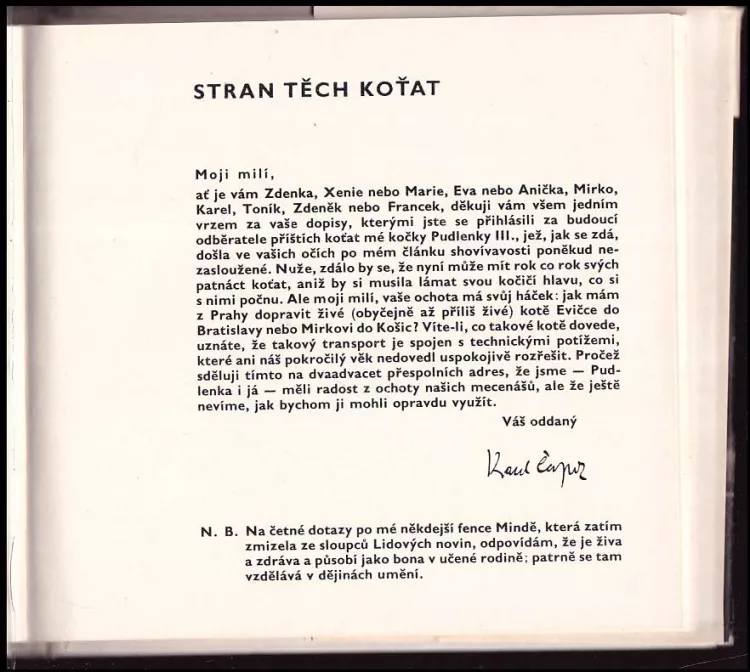 STRAN TĚCH KOŤAT
Moji milí,
ať je vám Zdenka, Xenie nebo Marie, Eva nebo Anička, Mirko,
Karel, Toník, Zdeněk nebo Francek, děkuji vám všem jedním
vrzem za vaše dopisy, kterými jste se přihlásili za budoucí
odběratele příštích koťat mé kočky Pudlenky III., jež, jak se zdá,
došla ve vašich očích po mém článku shovívavosti poněkud ne-
zasloužené. Nuže, zdálo by se, že nyní může mít rok co rok svých
patnáct koťat, aniž by si musila lámat svou kočičí hlavu, co si
s nimi počnu. Ale moji milí, vaše ochota má svůj háček: jak mám
z Prahy dopravit živé (obyčejně až příliš živé) kotě Evičce do
Bratislavy nebo Mirkovi do Košic? Víte-li, co takové kotě dovede,
uznáte, že takový transport je spojen s technickými potížemi,
které ani náš pokročilý věk nedovedl uspokojivě rozřešit. Pročež
sděluji tímto na dvaadvacet přespolních adres, že jsme — Pud-
lenka i já — měli radost z ochoty našich mecenášů, ale že ještě
nevíme, jak bychom ji mohli opravdu využít.
Váš oddaný
Karel Čapek
N. B. Na četné dotazy po mé někdejší fence Mindě, která zatím
zmizela ze sloupců Lidových novin, odpovídám, že je živa
a zdráva a působí jako bona v učené rodině; patrně se tam
vzdělává v dějinách umění.